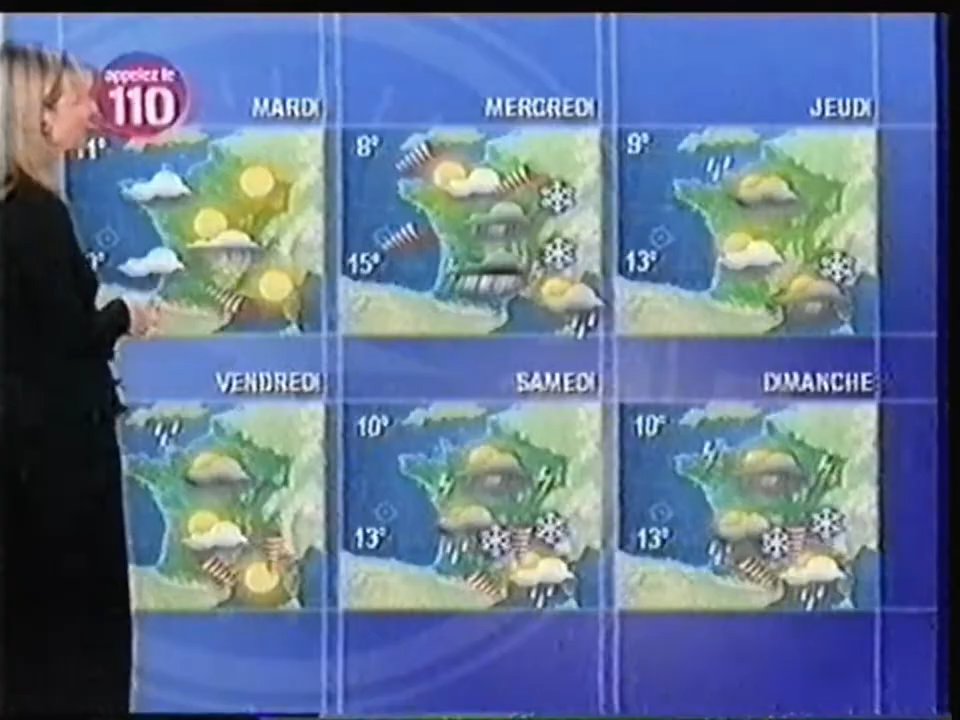 appelez le
110
MARDI
MERCREDI
JEUDI
8°
9°
15°
13°
VENDREDI
SAMEDI
DIMANCHE
10°
10°
13°
13°